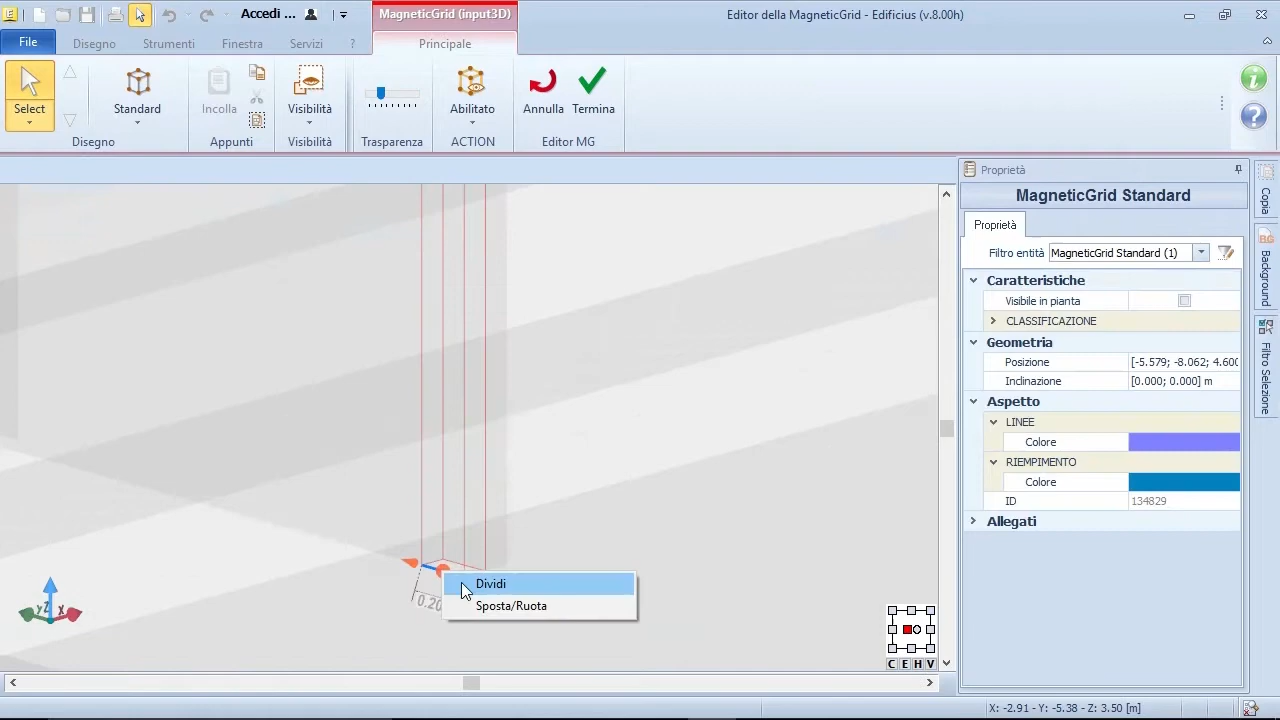 Accedi ...
MagneticGrid (input3D)
Editor della MagneticGrid - Edificius (v.8.00h)
File
Disegno
Strumenti
Finestra
Servizi
?
Principale
Select
Standard
Incolla
Visibilità
Abilitato
Annulla
Termina
Disegno
Appunti
Visibilità
Trasparenza
ACTION
Editor MG
Proprietà
MagneticGrid Standard
Proprietà
Filtro entità
MagneticGrid Standard (1)
Caratteristiche
Visibile in pianta
CLASSIFICAZIONE
Geometria
Posizione
[-5.579; -8.062; 4.600
Inclinazione
[0.000; 0.000] m
Aspetto
LINEE
Colore
RIEMPIMENTO
Colore
ID
134829
Allegati
Copia
BG
Background
Filtro Selezione
Dividi
Sposta/Ruota
0.20
Y
Z
X
C E H V
X: -2.91 - Y: -5.38 - Z: 3.50 [m]